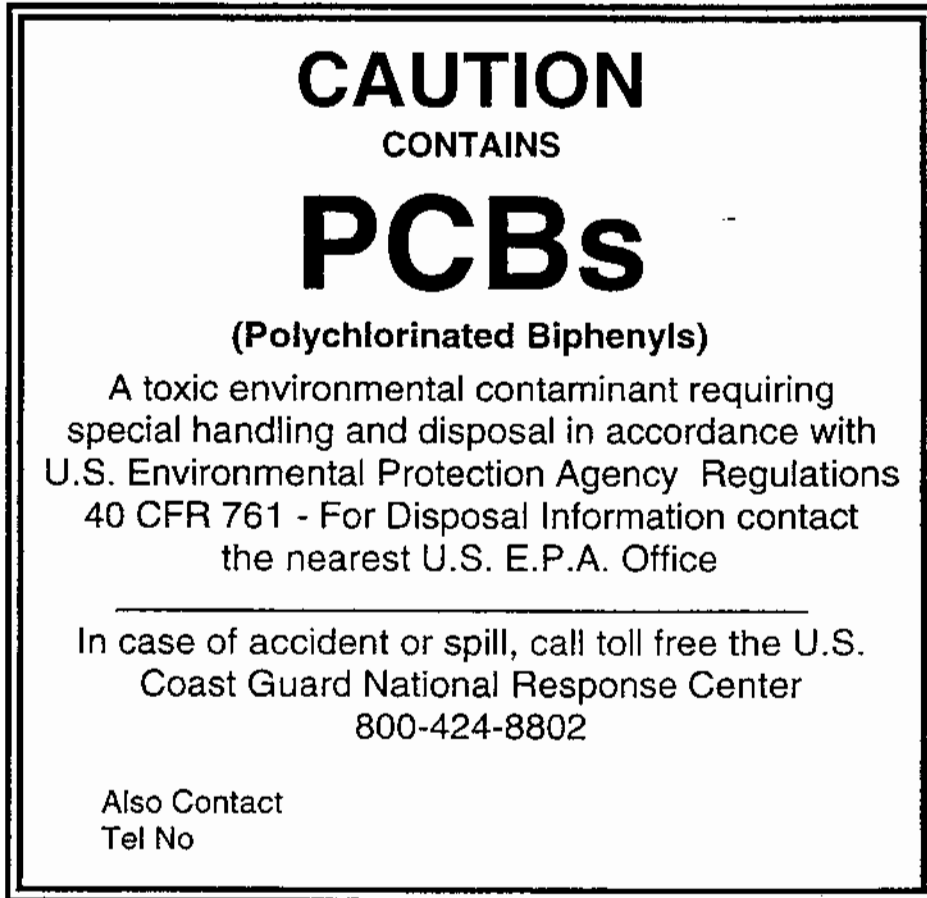 CAUTION
CONTAINS
PCBs
(Polychlorinated Biphenyls)
A toxic environmental contaminant requiring
special handling and disposal in accordance with
U.S. Environmental Protection Agency Regulations
40 CFR 761 - For Disposal Information contact
the nearest U.S. E.P.A. Office
In case of accident or spill, call toll free the U.S.
Coast Guard National Response Center
800-424-8802
Also Contact
Tel No